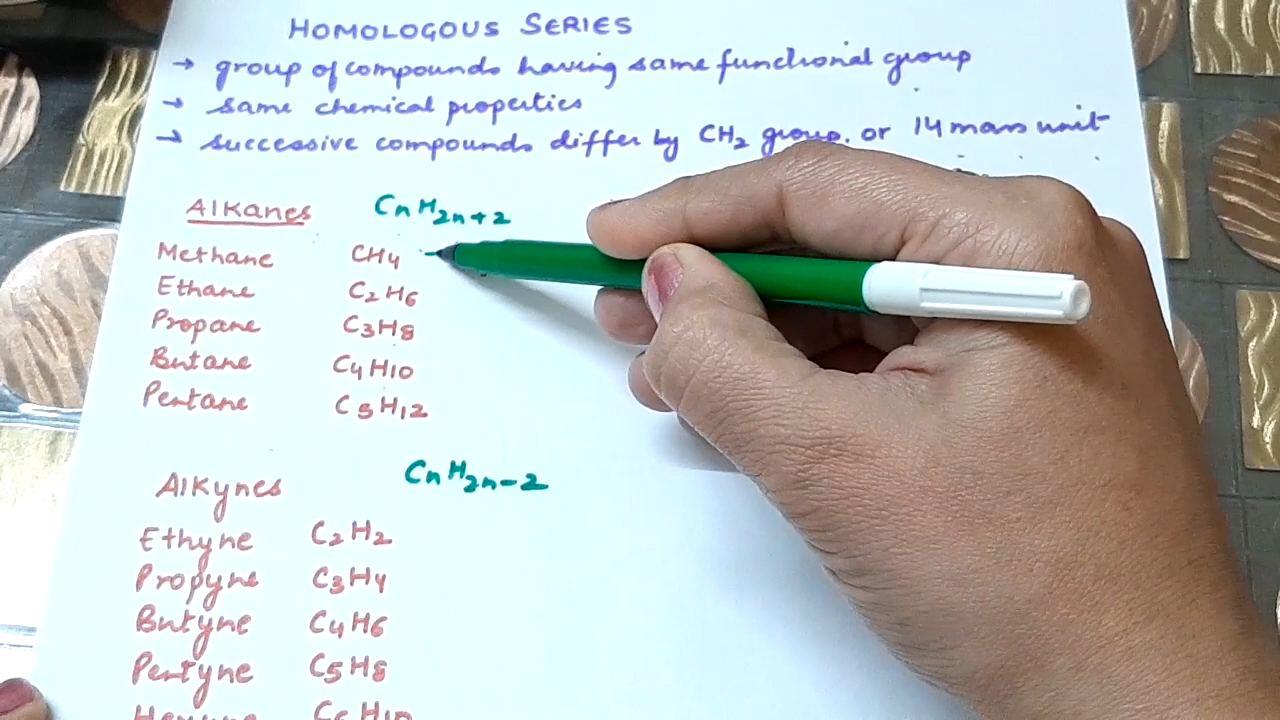 HOMOLOGOUS SERIES
→ group of compounds having same functional group
→ same chemical properties
→ successive compounds differ by CH2 group. or 14 mass unit
Alkanes CnH2n+2
Methane CH4 -
Ethane C2H6
Propane C3H8
Butane C4H10
Pentane C5H12
Alkynes CnH2n-2
Ethyne C2H2
Propyne C3H4
Butyne C4H6
Pentyne C5H8
C6H10